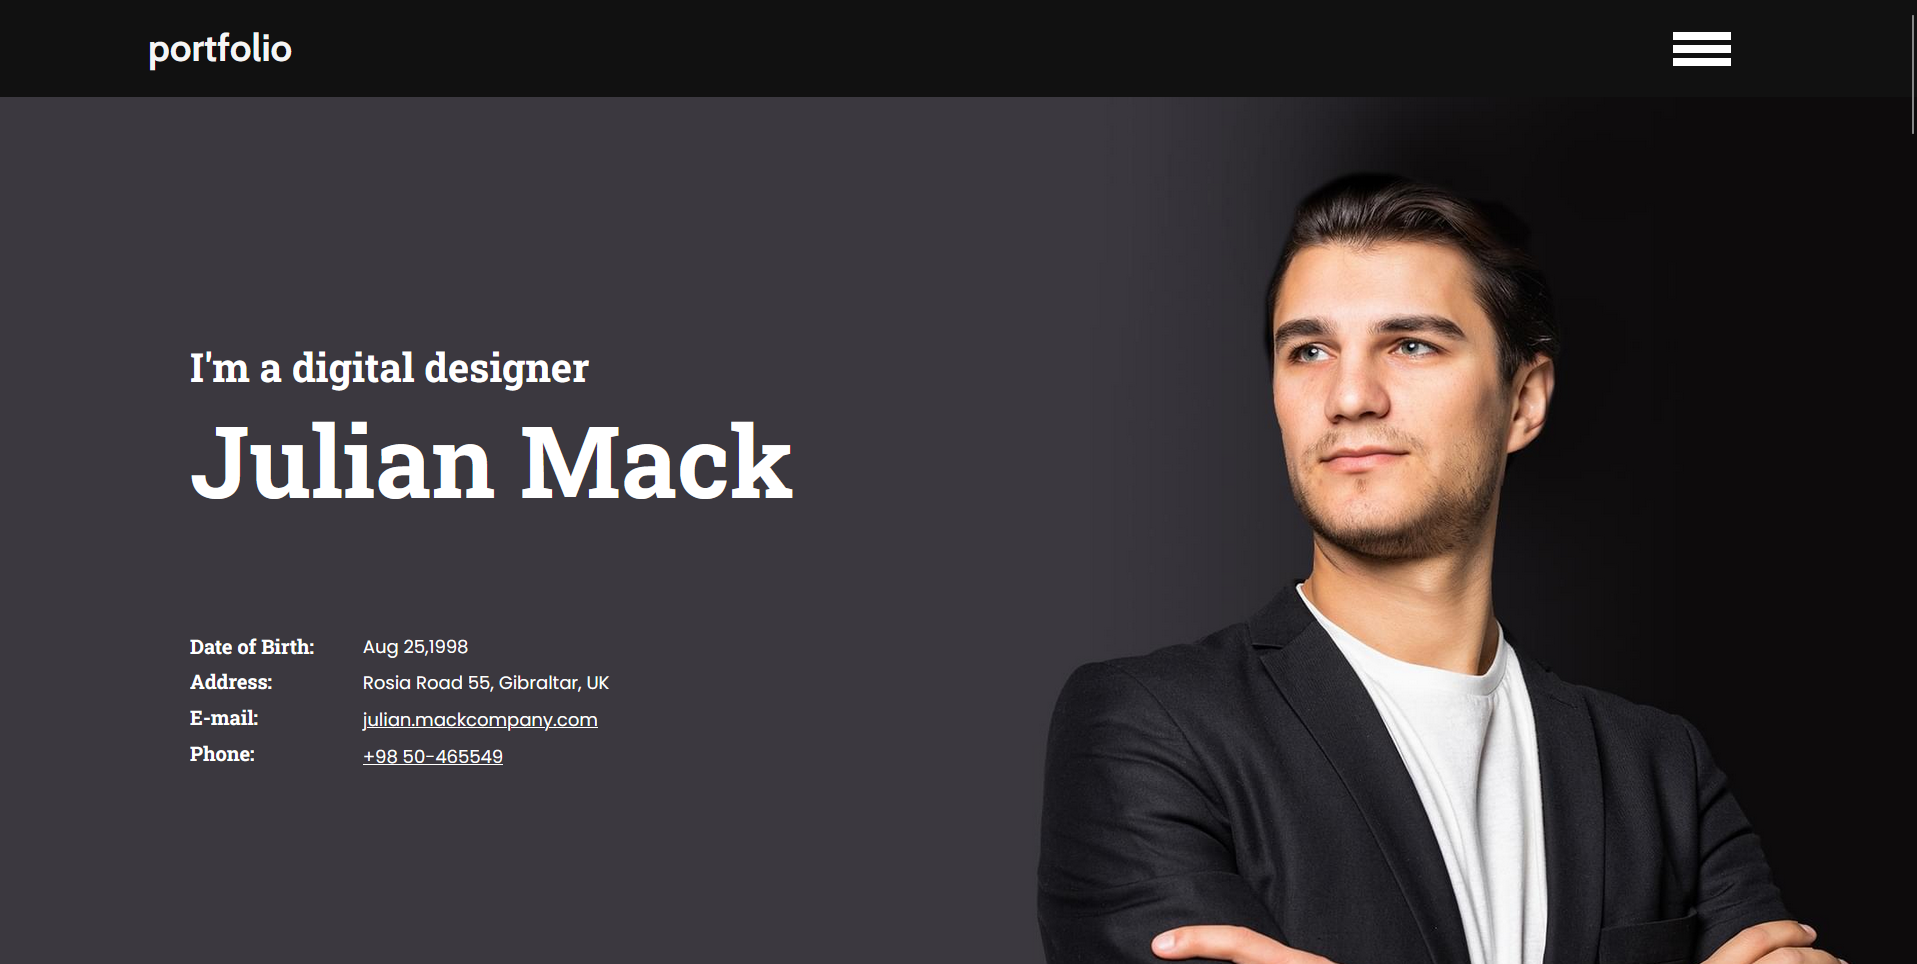 portfolio
I'm a digital designer
Julian Mack
Date of Birth: Aug 25,1998
Address: Rosia Road 55, Gibraltar, UK
E-mail: julian.mackcompany.com
Phone: +98 50-465549